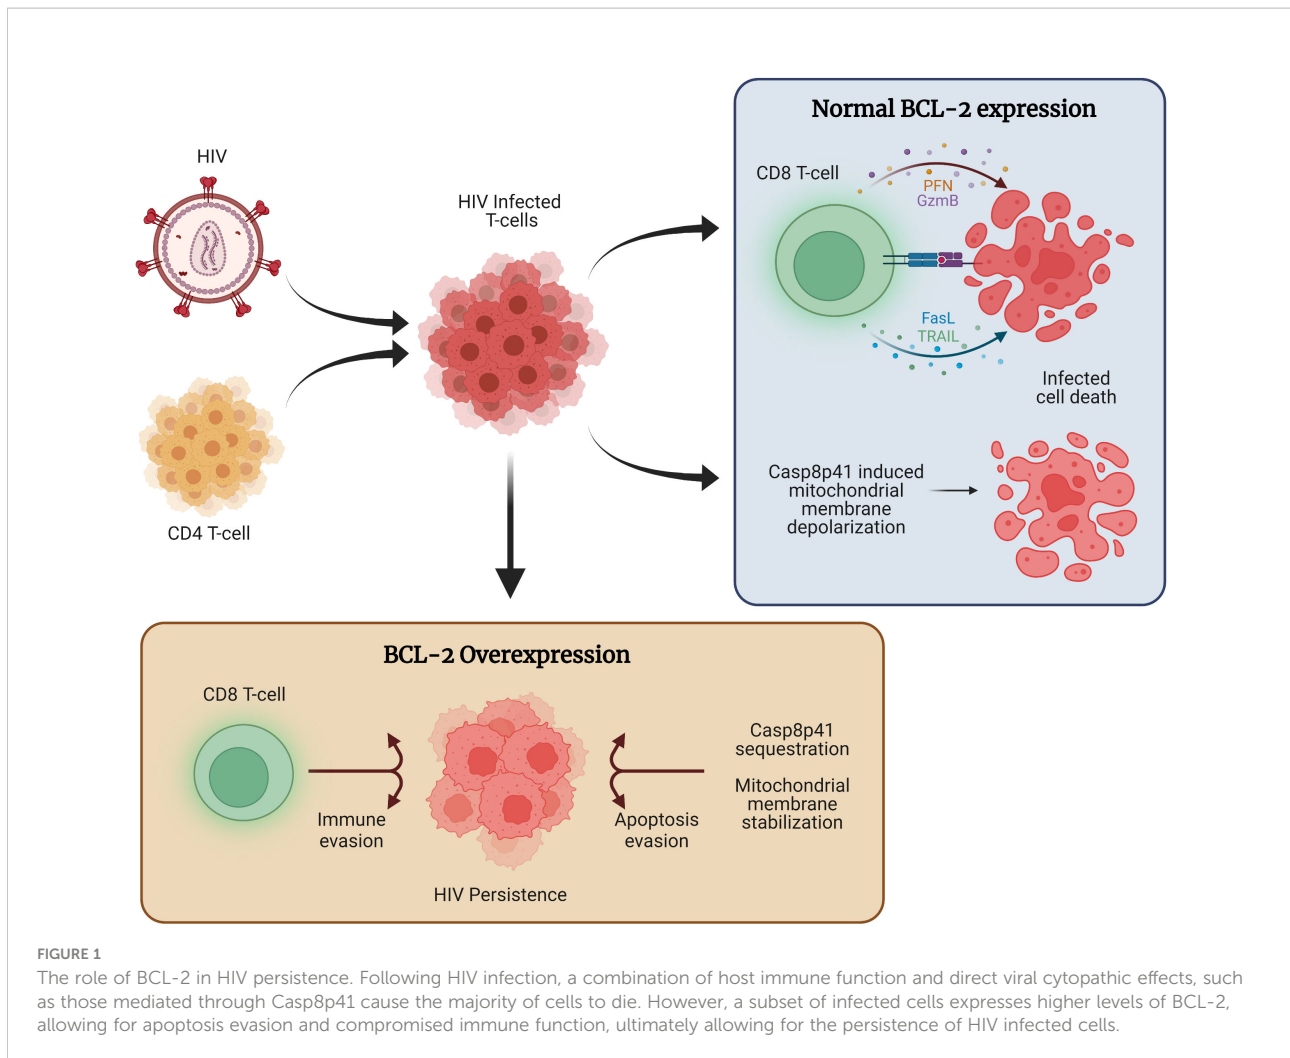 HIV
CD4 T-cell
HIV Infected
T-cells
Normal BCL-2 expression
CD8 T-cell
PFN
GzmB
FasL
TRAIL
Infected
cell death
Casp8p41 induced
mitochondrial
membrane
depolarization
BCL-2 Overexpression
CD8 T-cell
Immune
evasion
HIV Persistence
Apoptosis
evasion
Casp8p41
sequestration
Mitochondrial
membrane
stabilization
FIGURE 1
The role of BCL-2 in HIV persistence. Following HIV infection, a combination of host immune function and direct viral cytopathic effects, such
as those mediated through Casp8p41 cause the majority of cells to die. However, a subset of infected cells expresses higher levels of BCL-2,
allowing for apoptosis evasion and compromised immune function, ultimately allowing for the persistence of HIV infected cells.